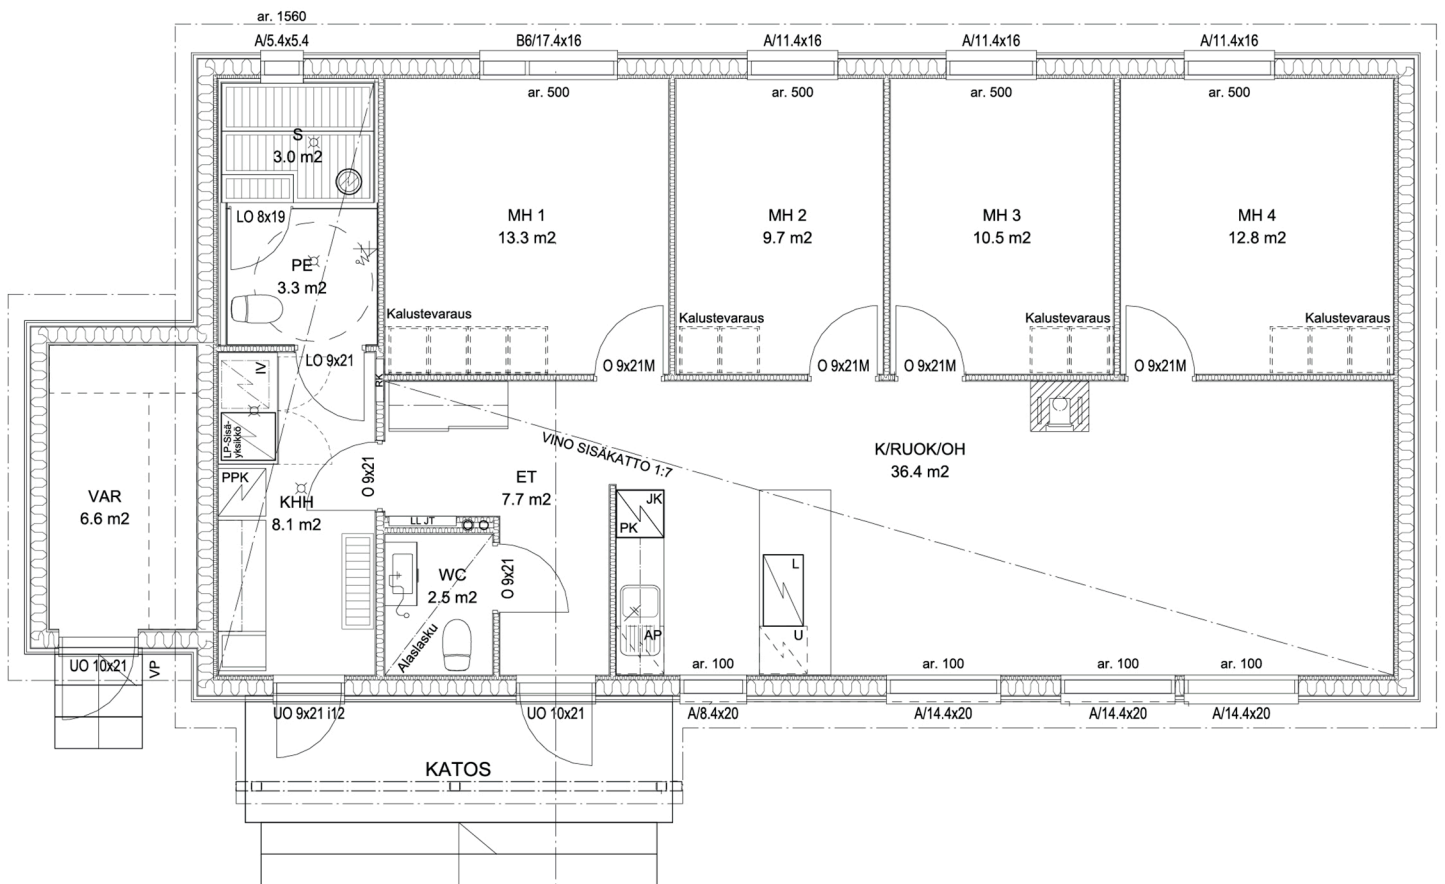 ar. 1560
A/5.4x5.4
B6/17.4x16
A/11.4x16
A/11.4x16
A/11.4x16
ar. 500
ar. 500
ar. 500
ar. 500
S
3.0 m2
LO 8x19
PE
3.3 m2
MH 1
13.3 m2
MH 2
9.7 m2
MH 3
10.5 m2
MH 4
12.8 m2
Kalustevaraus
Kalustevaraus
Kalustevaraus
Kalustevaraus
LO 9x21
O 9x21M
O 9x21M
O 9x21M
O 9x21M
IV
RK
LP-Sisä-
yksikkö
VINO SISÄKATTO 1:7
K/RUOK/OH
36.4 m2
O 9x21
ET
7.7 m2
PPK
KHH
8.1 m2
VAR
6.6 m2
JK
PK
LL JT
WC
2.5 m2
O 9x21
L
U
AP
Alaslasku
UO 10x21
VP
ar. 100
ar. 100
ar. 100
ar. 100
UO 9x21 i12
UO 10x21
A/8.4x20
A/14.4x20
A/14.4x20
A/14.4x20
KATOS